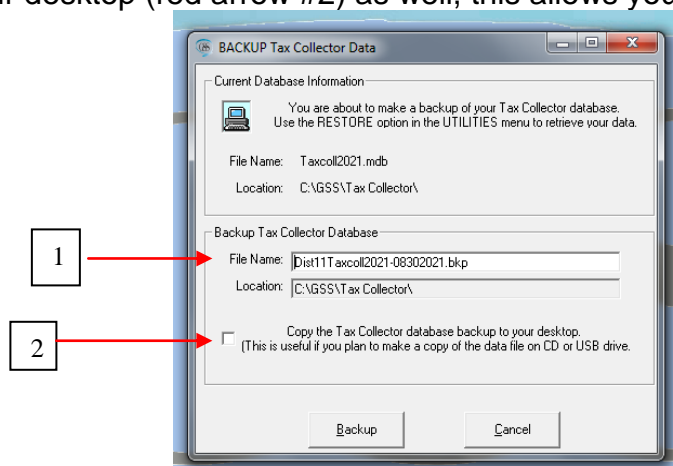 desktop (red arrow #2) as well, this allows you
BACKUP Tax Collector Data
Current Database Information
You are about to make a backup of your Tax Collector database.
Use the RESTORE option in the UTILITIES menu to retrieve your data.
File Name: Taxcoll2021.mdb
Location: C:\GSS\Tax Collector\
Backup Tax Collector Database
1
File Name: Dist11Taxcoll2021-08302021.bkp
Location: C:\GSS\Tax Collector\
2
Copy the Tax Collector database backup to your desktop.
(This is useful if you plan to make a copy of the data file on CD or USB drive.
Backup Cancel